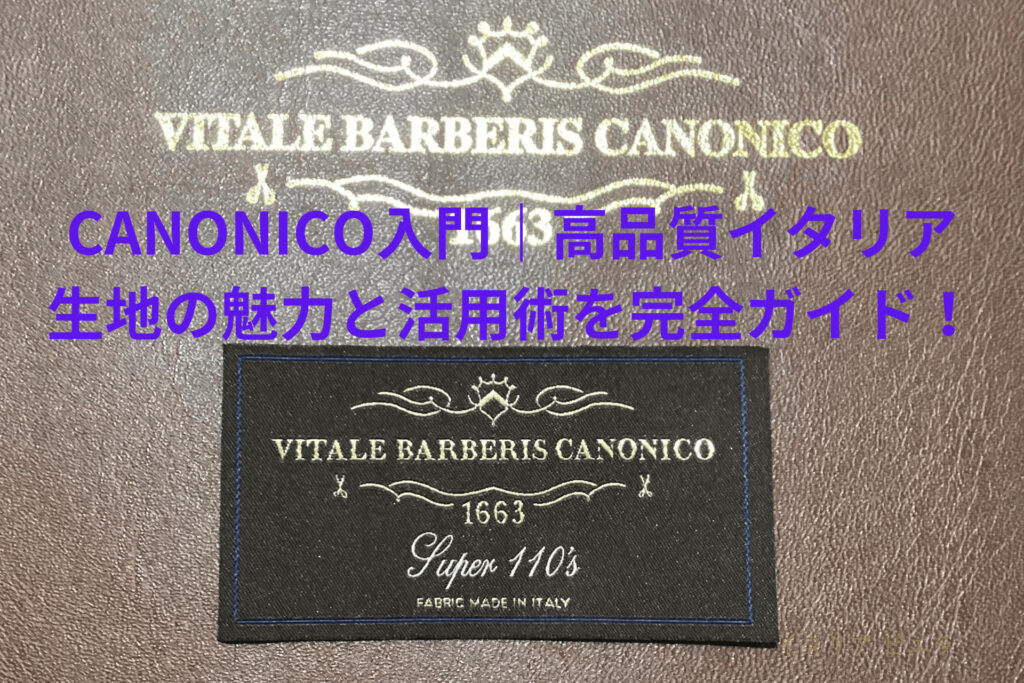 VITALE BARBERIS CANONICO
1663
CANONICO入門｜高品質イタリア
生地の魅力と活用術を完全ガイド！
VITALE BARBERIS CANONICO
1663
Super 110's
FABRIC MADE IN ITALY